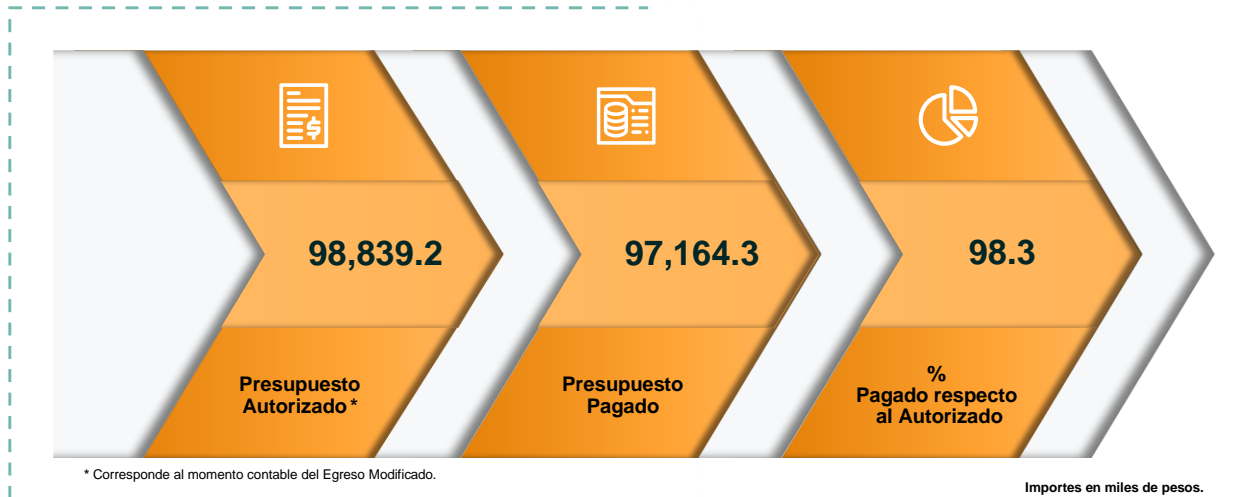 98,839.2
97,164.3
98.3
Presupuesto
Autorizado *
Presupuesto
Pagado
%
Pagado respecto
al Autorizado
* Corresponde al momento contable del Egreso Modificado.
Importes en miles de pesos.